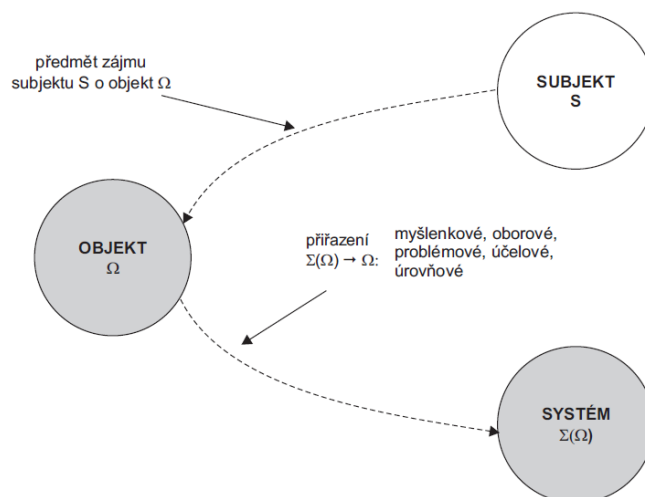 předmět zájmu
subjektu S o objekt Ω
SUBJEKT
S
OBJEKT
Ω
přiřazení
Σ(Ω) → Ω:
myšlenkové, oborové,
problémové, účelové,
úrovňové
SYSTÉM
Σ(Ω)